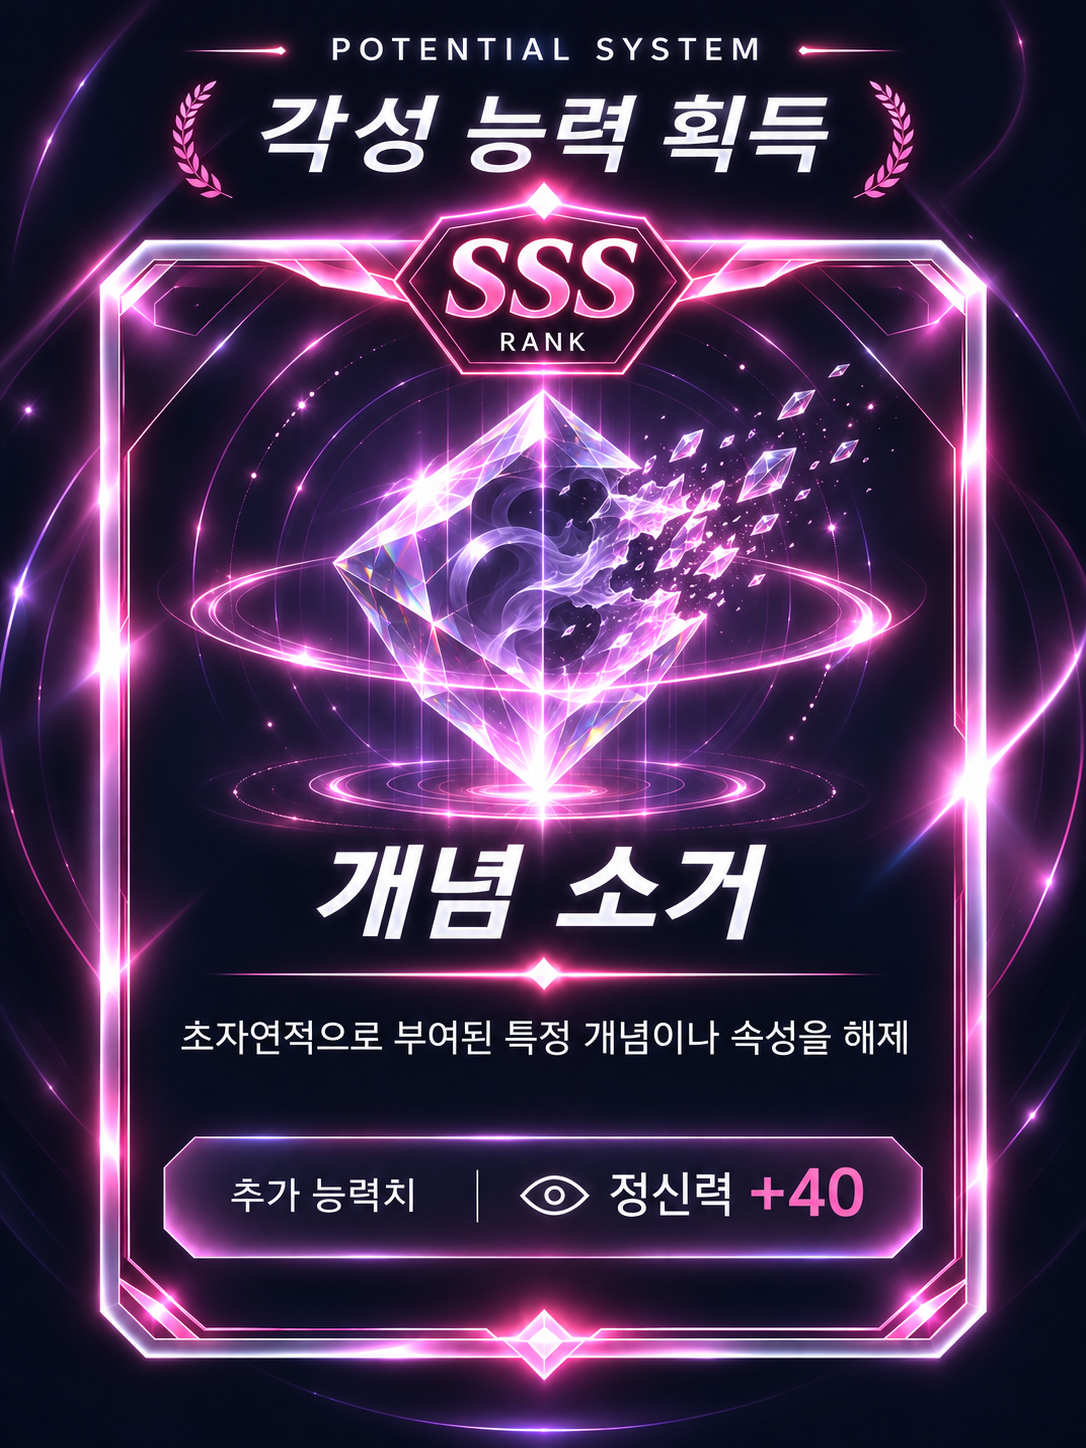 POTENTIAL SYSTEM
각성 능력 획득
SSS
RANK
개념 소거
초자연적으로 부여된 특정 개념이나 속성을 해제
추가 능력치 정신력 +40